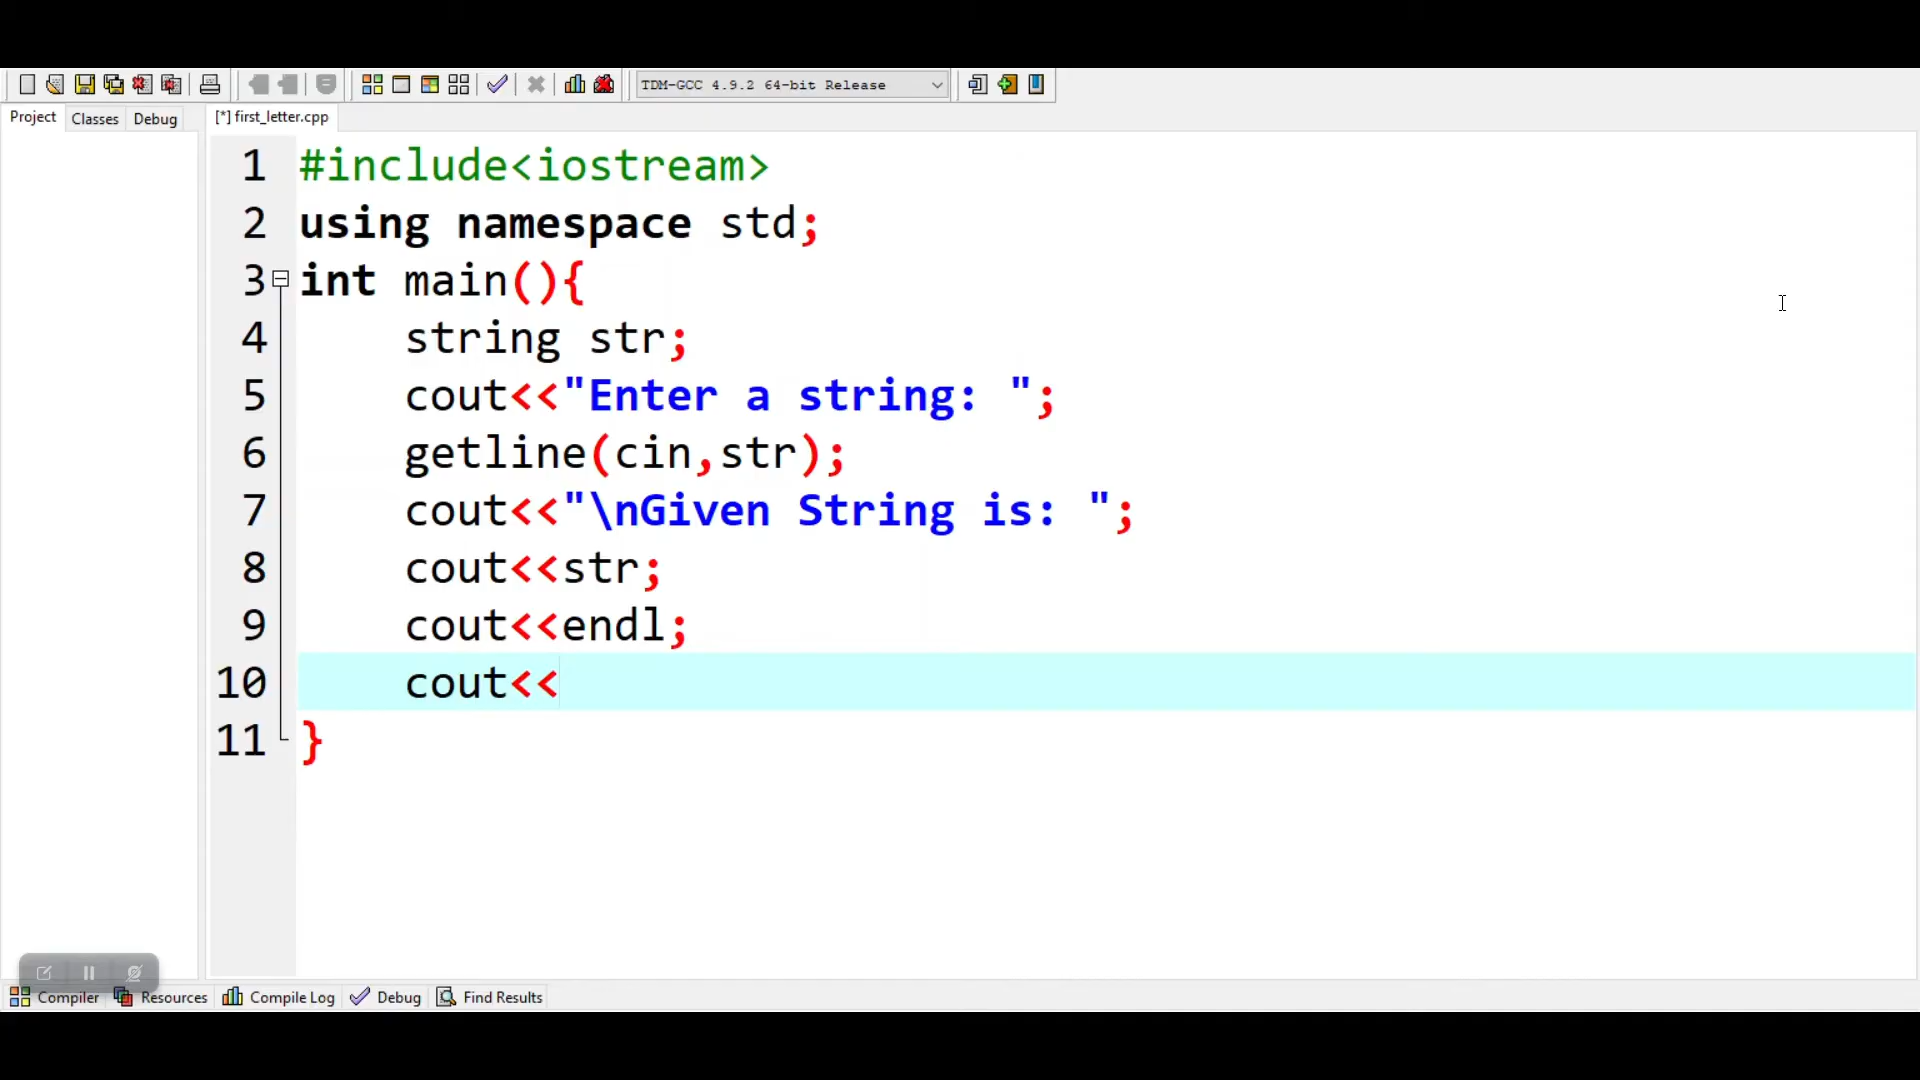 TDM-GCC 4.9.2 64-bit Release
Project Classes Debug [*] first_letter.cpp
1 #include<iostream>
2 using namespace std;
3 int main(){
4 string str;
5 cout<<"Enter a string: ";
6 getline(cin,str);
7 cout<<"\nGiven String is: ";
8 cout<<str;
9 cout<<endl;
10 cout<<
11 }
Compiler Resources Compile Log Debug Find Results